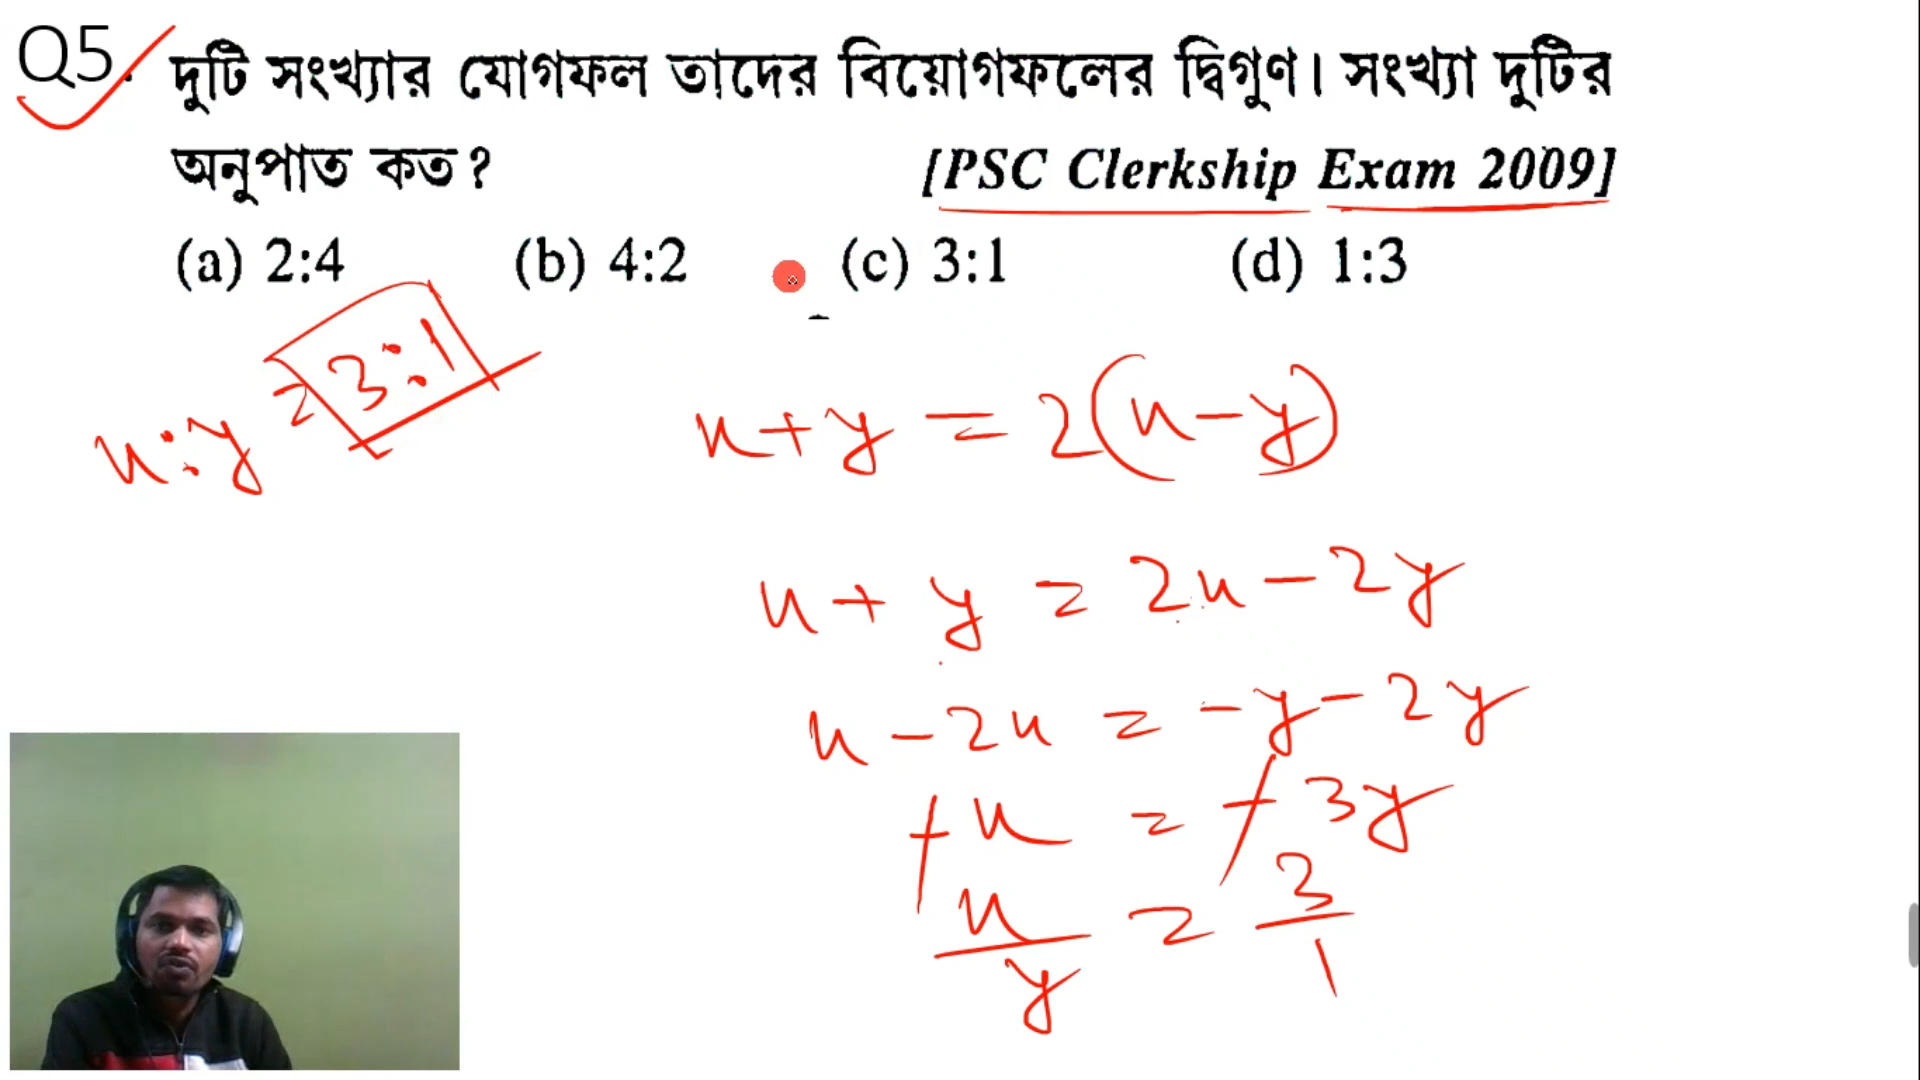 Q5. দুটি সংখ্যার যোগফল তাদের বিয়োগফলের দ্বিগুণ। সংখ্যা দুটির
অনুপাত কত?
[PSC Clerkship Exam 2009]
(a) 2:4 (b) 4:2 (c) 3:1 (d) 1:3
x:y = 3:1
x+y = 2(x-y)
x + y = 2x - 2y
x - 2x = -y - 2y
-x = -3y
x/y = 3/1